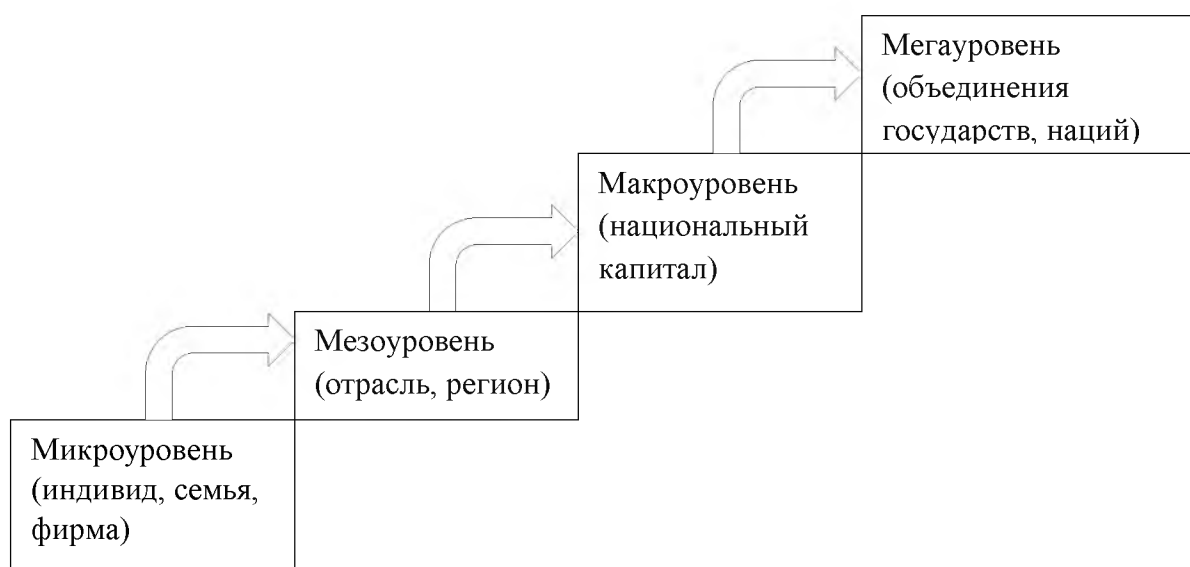 Мегауровень
(объединения
государств, наций)
Макроуровень
(национальный
капитал)
Мезоуровень
(отрасль, регион)
Микроуровень
(индивид, семья,
фирма)